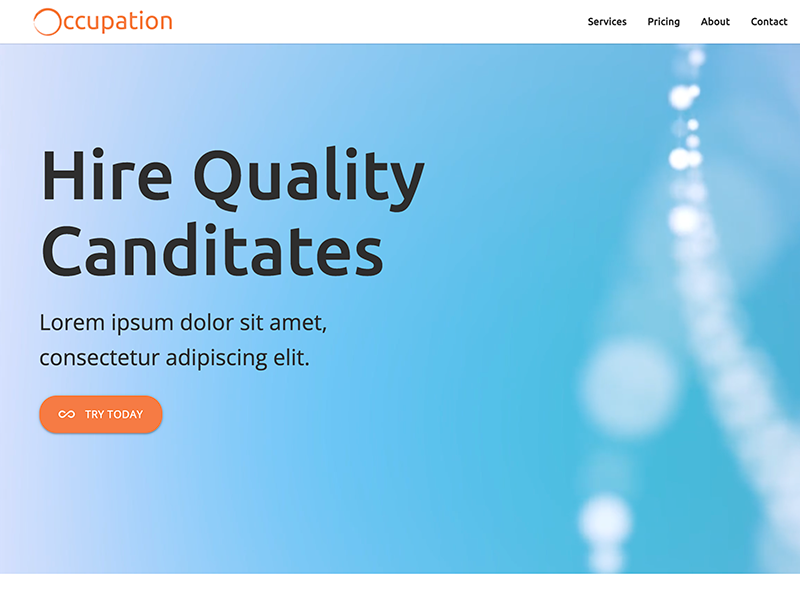 Occupation
Services Pricing About Contact
Hire Quality
Canditates
Lorem ipsum dolor sit amet,
consectetur adipiscing elit.
TRY TODAY